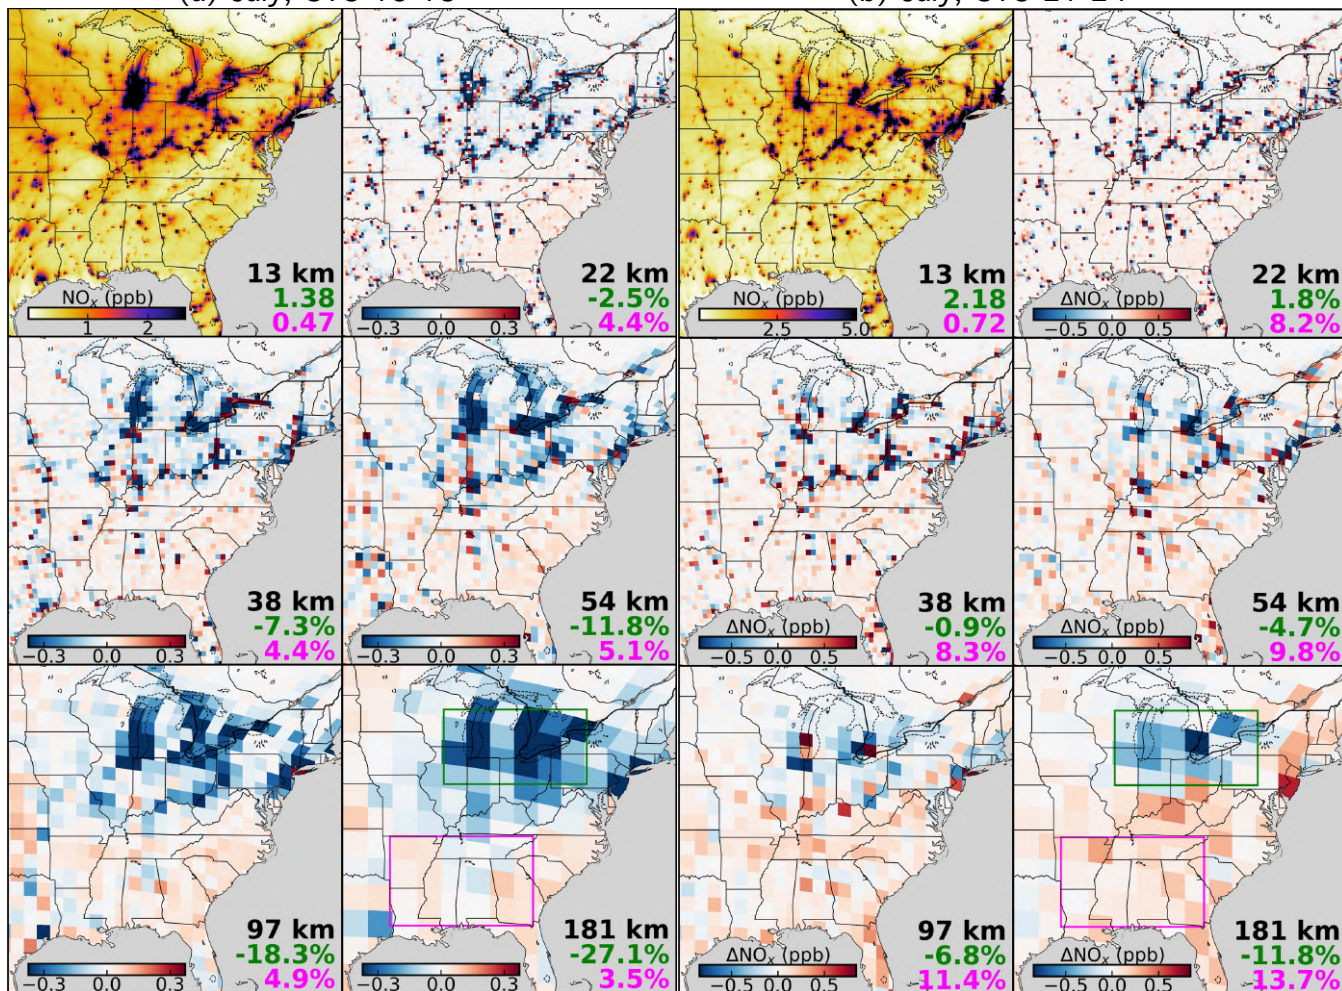 13 km
1.38
0.47
NOx (ppb)
1 2
22 km
-2.5%
4.4%
−0.3 0.0 0.3
13 km
2.18
0.72
NOx (ppb)
2.5 5.0
22 km
1.8%
8.2%
ΔNOx (ppb)
−0.5 0.0 0.5
38 km
-7.3%
4.4%
−0.3 0.0 0.3
54 km
-11.8%
5.1%
−0.3 0.0 0.3
38 km
-0.9%
8.3%
ΔNOx (ppb)
−0.5 0.0 0.5
54 km
-4.7%
9.8%
ΔNOx (ppb)
−0.5 0.0 0.5
97 km
-18.3%
4.9%
−0.3 0.0 0.3
181 km
-27.1%
3.5%
−0.3 0.0 0.3
97 km
-6.8%
11.4%
ΔNOx (ppb)
−0.5 0.0 0.5
181 km
-11.8%
13.7%
ΔNOx (ppb)
−0.5 0.0 0.5